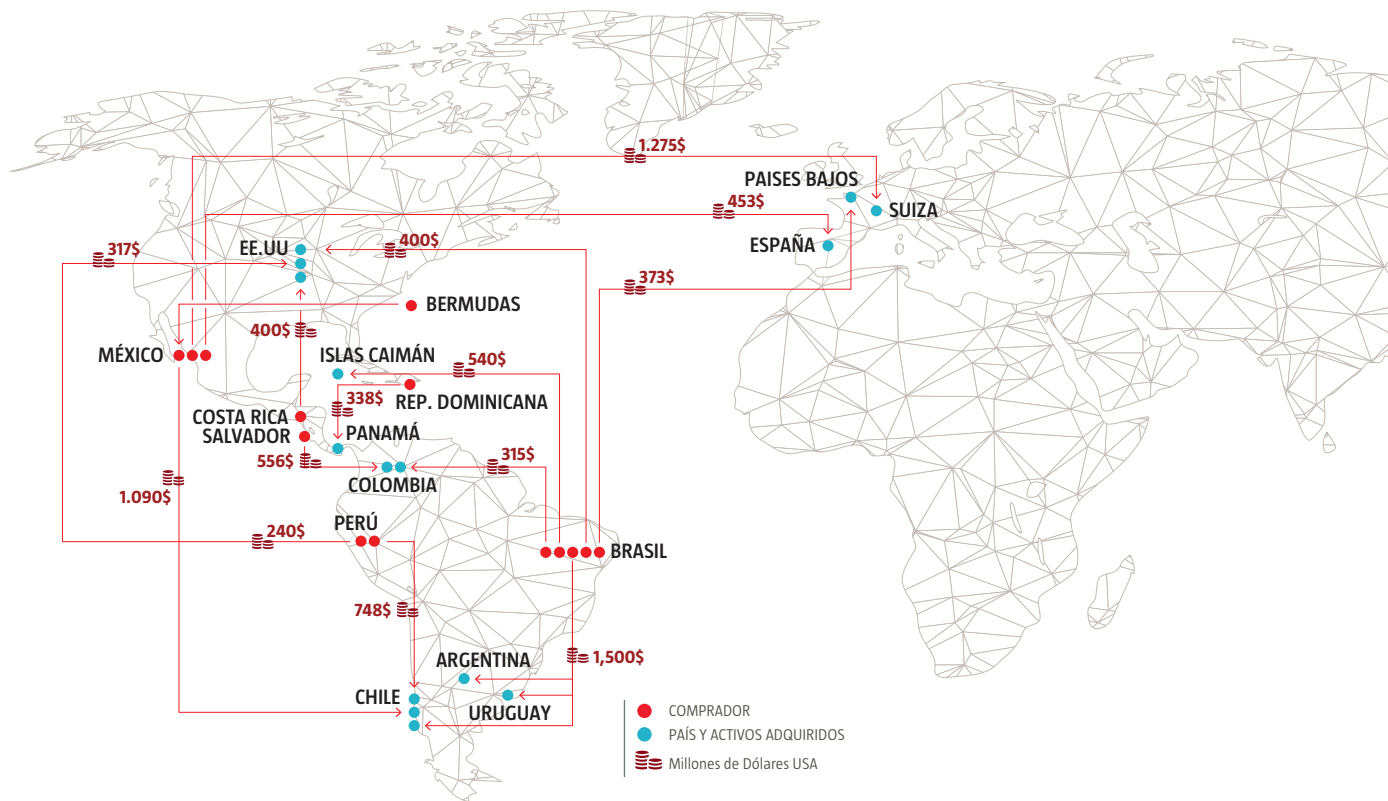 1.275$
PAISES BAJOS
453$
SUIZA
317$
EE.UU
400$
ESPAÑA
373$
BERMUDAS
400$
MÉXICO
ISLAS CAIMÁN
540$
338$
REP. DOMINICANA
COSTA RICA
SALVADOR
PANAMÁ
556$
315$
COLOMBIA
1.090$
PERÚ
240$
BRASIL
748$
1,500$
ARGENTINA
CHILE
URUGUAY
COMPRADOR
PAÍS Y ACTIVOS ADQUIRIDOS
Millones de Dólares USA